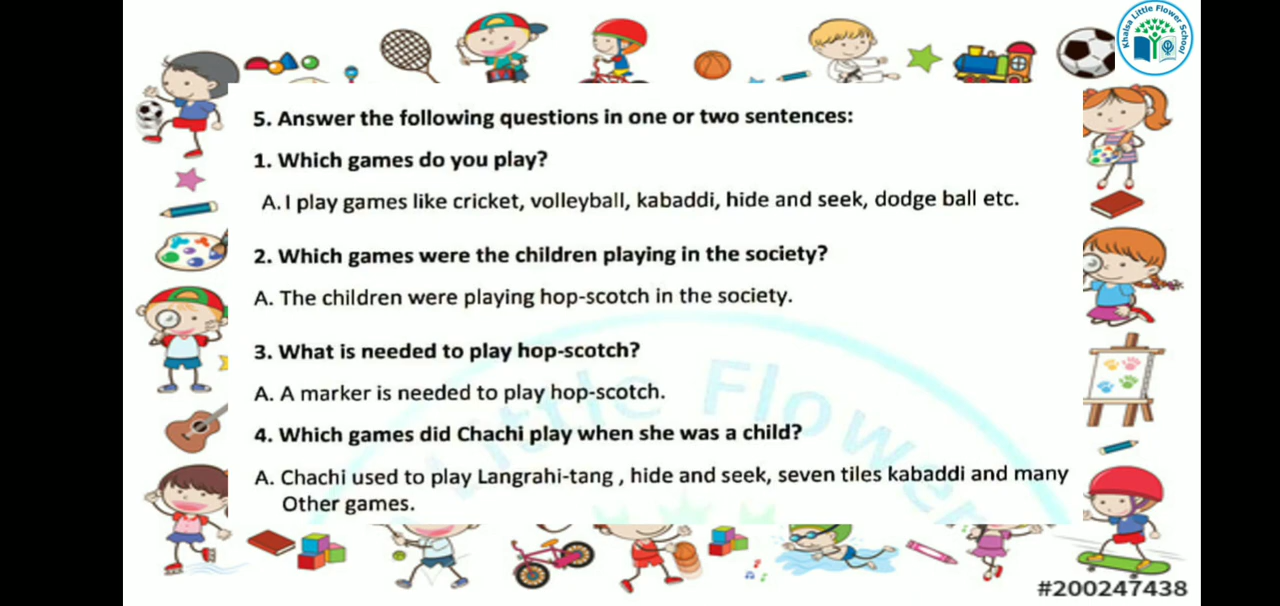 Khalsa Little Flower School
5. Answer the following questions in one or two sentences:
1. Which games do you play?
A. I play games like cricket, volleyball, kabaddi, hide and seek, dodge ball etc.
2. Which games were the children playing in the society?
A. The children were playing hop-scotch in the society.
3. What is needed to play hop-scotch?
A. A marker is needed to play hop-scotch.
4. Which games did Chachi play when she was a child?
A. Chachi used to play Langrahi-tang , hide and seek, seven tiles kabaddi and many
Other games.
Little Flower
#200247438